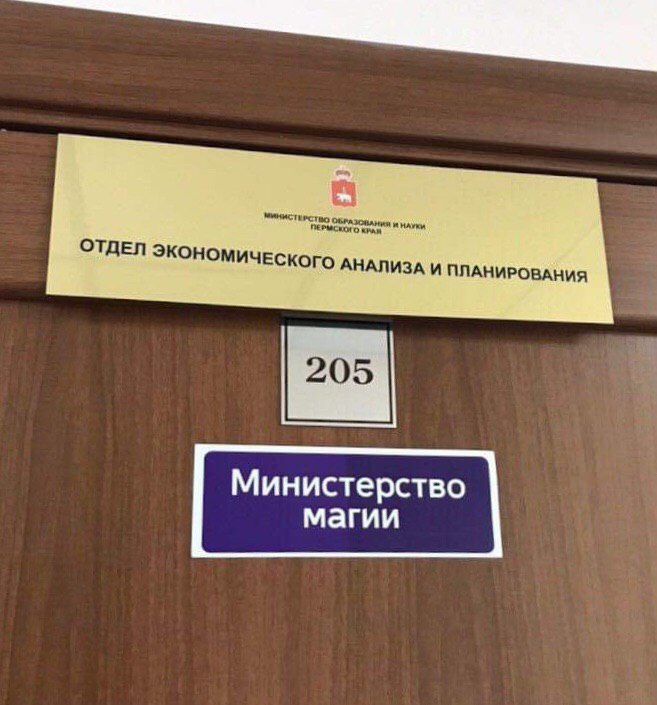 МИНИСТЕРСТВО ОБРАЗОВАНИЯ И НАУКИ
ПЕРМСКОГО КРАЯ
ОТДЕЛ ЭКОНОМИЧЕСКОГО АНАЛИЗА И ПЛАНИРОВАНИЯ
205
Министерство
магии